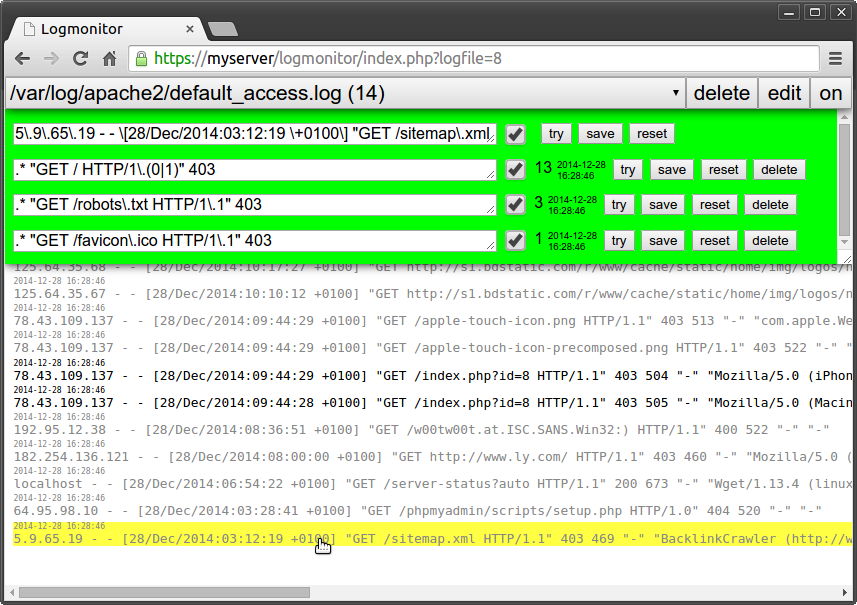 Logmonitor
https://myserver/logmonitor/index.php?logfile=8
/var/log/apache2/default_access.log (14) delete edit on
5\.9\.65\.19 - - \[28/Dec/2014:03:12:19 \+0100\] "GET /sitemap\.xml try save reset
.* "GET / HTTP/1\.(0|1)" 403 13 2014-12-28 16:28:46 try save reset delete
.* "GET /robots\.txt HTTP/1\.1" 403 3 2014-12-28 16:28:46 try save reset delete
.* "GET /favicon\.ico HTTP/1\.1" 403 1 2014-12-28 16:28:46 try save reset delete
125.64.35.68 - - [28/Dec/2014:10:17:27 +0100] "GET http://s1.bdstatic.com/r/www/cache/static/home/img/logos/n
2014-12-28 16:28:46
125.64.35.67 - - [28/Dec/2014:10:10:12 +0100] "GET http://s1.bdstatic.com/r/www/cache/static/home/img/logos/n
2014-12-28 16:28:46
78.43.109.137 - - [28/Dec/2014:09:44:29 +0100] "GET /apple-touch-icon.png HTTP/1.1" 403 513 "-" "com.apple.We
2014-12-28 16:28:46
78.43.109.137 - - [28/Dec/2014:09:44:29 +0100] "GET /apple-touch-icon-precomposed.png HTTP/1.1" 403 522 "-" "
2014-12-28 16:28:46
78.43.109.137 - - [28/Dec/2014:09:44:29 +0100] "GET /index.php?id=8 HTTP/1.1" 403 504 "-" "Mozilla/5.0 (iPhon
2014-12-28 16:28:46
78.43.109.137 - - [28/Dec/2014:09:44:28 +0100] "GET /index.php?id=8 HTTP/1.1" 403 505 "-" "Mozilla/5.0 (Macin
2014-12-28 16:28:46
192.95.12.38 - - [28/Dec/2014:08:36:51 +0100] "GET /w00tw00t.at.ISC.SANS.Win32:) HTTP/1.1" 400 522 "-" "-"
2014-12-28 16:28:46
182.254.136.121 - - [28/Dec/2014:08:00:00 +0100] "GET http://www.ly.com/ HTTP/1.1" 403 460 "-" "Mozilla/5.0 (
2014-12-28 16:28:46
localhost - - [28/Dec/2014:06:54:22 +0100] "GET /server-status?auto HTTP/1.1" 200 673 "-" "Wget/1.13.4 (linux
2014-12-28 16:28:46
64.95.98.10 - - [28/Dec/2014:03:28:41 +0100] "GET /phpmyadmin/scripts/setup.php HTTP/1.0" 404 520 "-" "-"
2014-12-28 16:28:46
5.9.65.19 - - [28/Dec/2014:03:12:19 +0100] "GET /sitemap.xml HTTP/1.1" 403 469 "-" "BacklinkCrawler (http://w